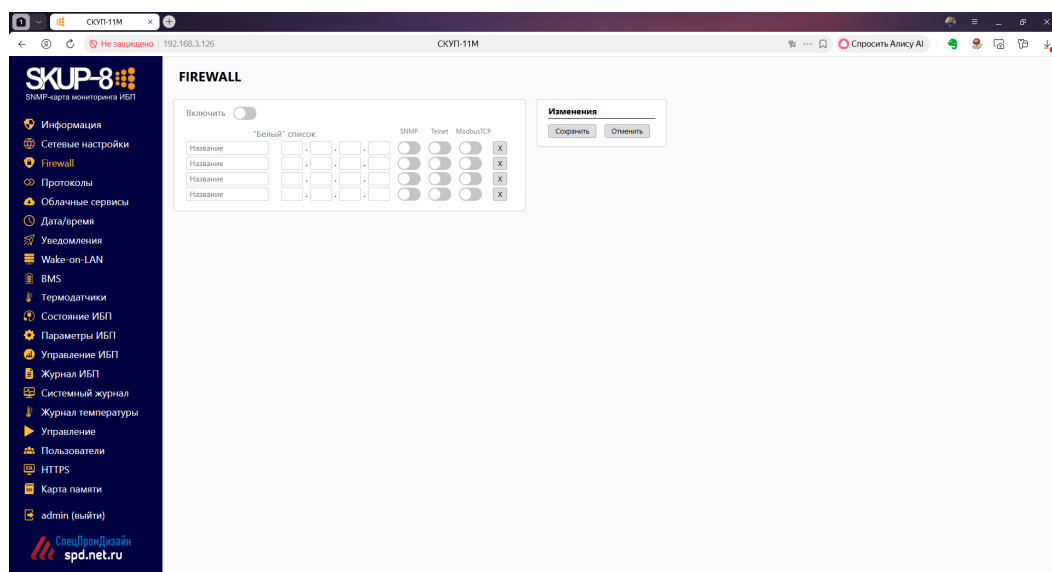 1
СКУП-11М
Не защищено 192.168.3.126 СКУП-11М Спросить Алису AI
SKUP-8
SNMP-карта мониторинга ИБП
Информация
Сетевые настройки
Firewall
Протоколы
Облачные сервисы
Дата/время
Уведомления
Wake-on-LAN
BMS
Термодатчики
Состояние ИБП
Параметры ИБП
Управление ИБП
Журнал ИБП
Системный журнал
Журнал температуры
Управление
Пользователи
HTTPS
Карта памяти
admin (выйти)
СпецПромДизайн
spd.net.ru
FIREWALL
Включить
"Белый" список SNMP Telnet ModbusTCP
Название . . . X
Название . . . X
Название . . . X
Название . . . X
Изменения
Сохранить Отменить